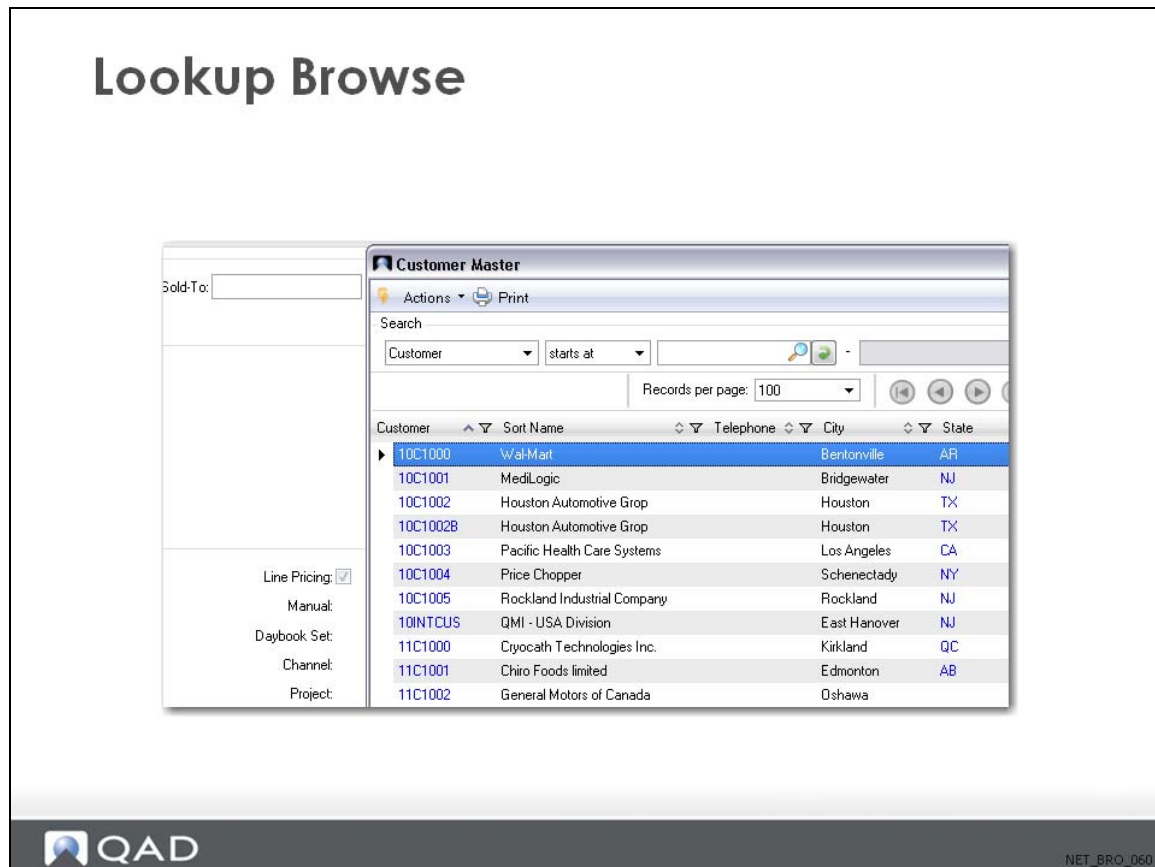 Lookup Browse
Sold-To:
Customer Master
Actions Print
Search
Customer starts at -
Records per page: 100
Customer Sort Name Telephone City State
10C1000 Wal-Mart Bentonville AR
10C1001 MediLogic Bridgewater NJ
10C1002 Houston Automotive Grop Houston TX
10C1002B Houston Automotive Grop Houston TX
10C1003 Pacific Health Care Systems Los Angeles CA
10C1004 Price Chopper Schenectady NY
10C1005 Rockland Industrial Company Rockland NJ
10INTCUS QMI - USA Division East Hanover NJ
11C1000 Cryocath Technologies Inc. Kirkland QC
11C1001 Chiro Foods limited Edmonton AB
11C1002 General Motors of Canada Oshawa
Line Pricing:
Manual:
Daybook Set:
Channel:
Project:
QAD
NET_BRO_060